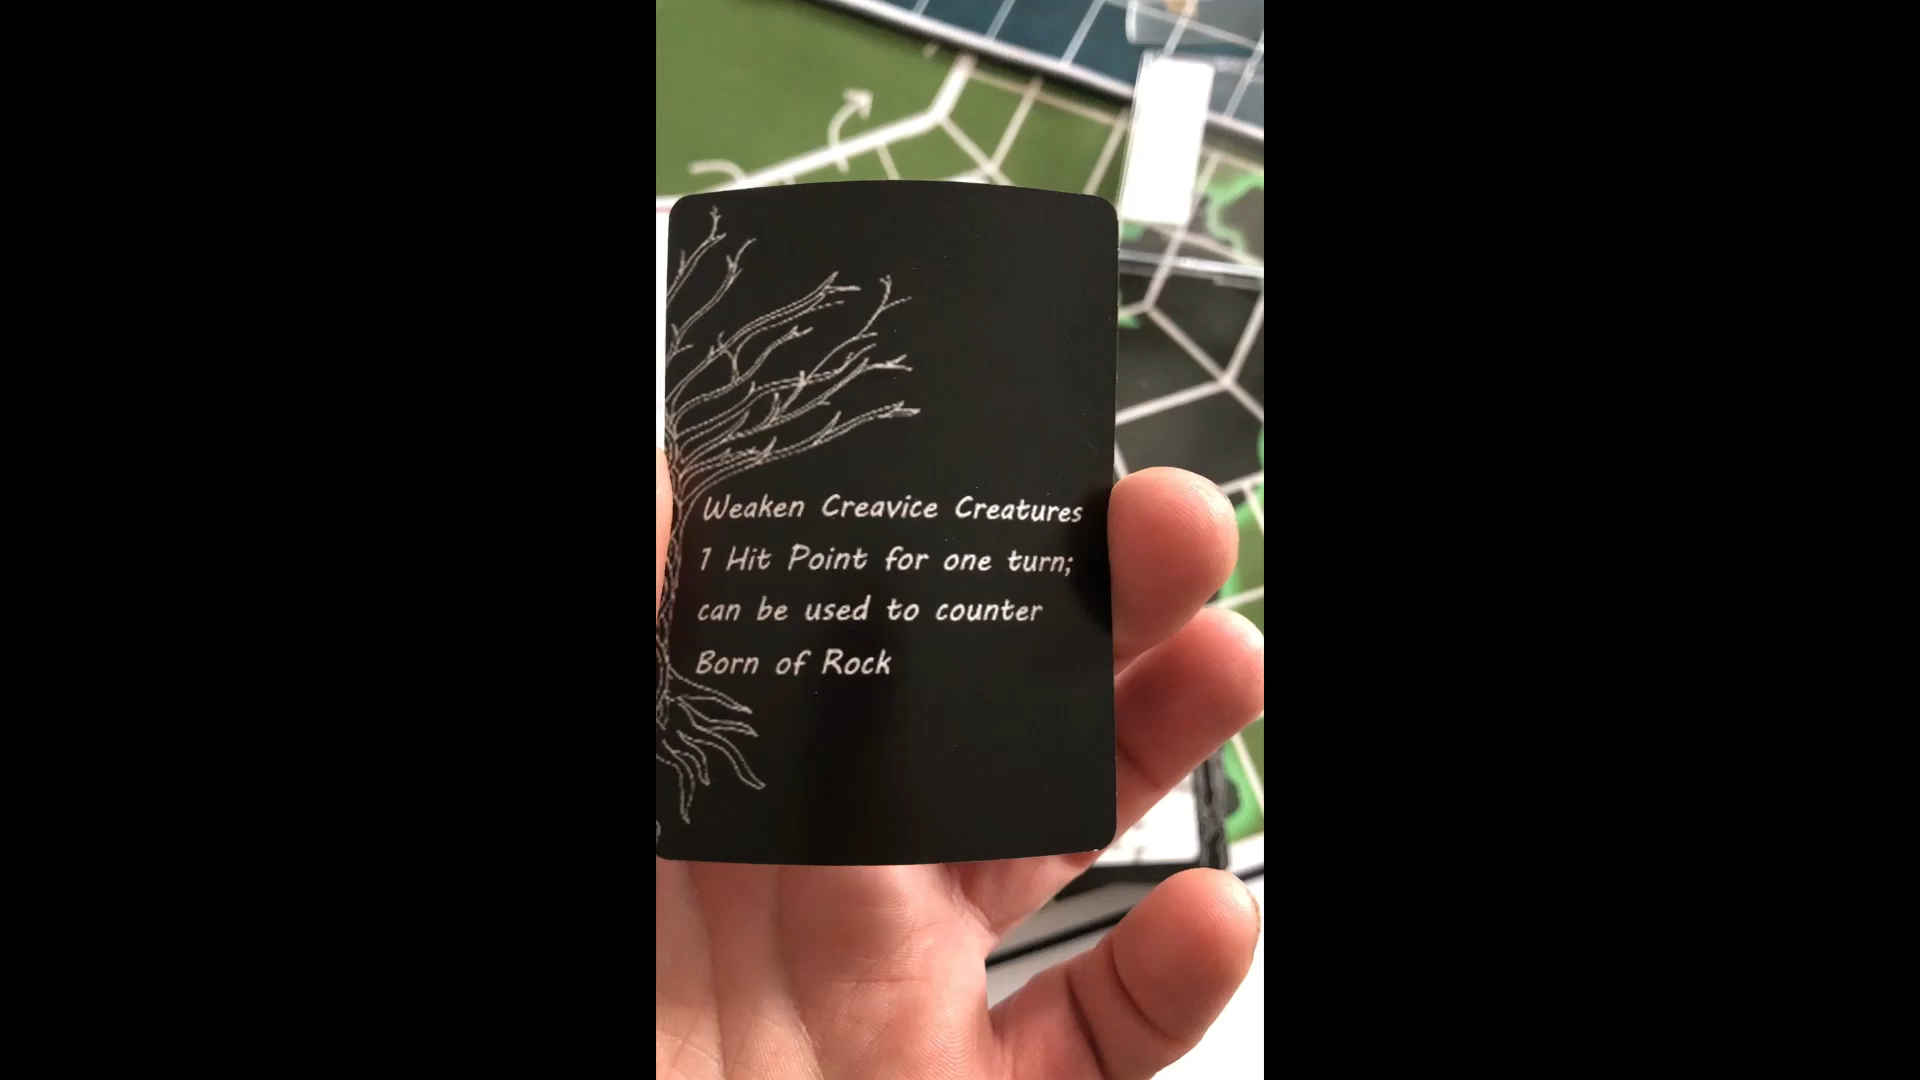 Weaken Creavice Creatures
1 Hit Point for one turn;
can be used to counter
Born of Rock